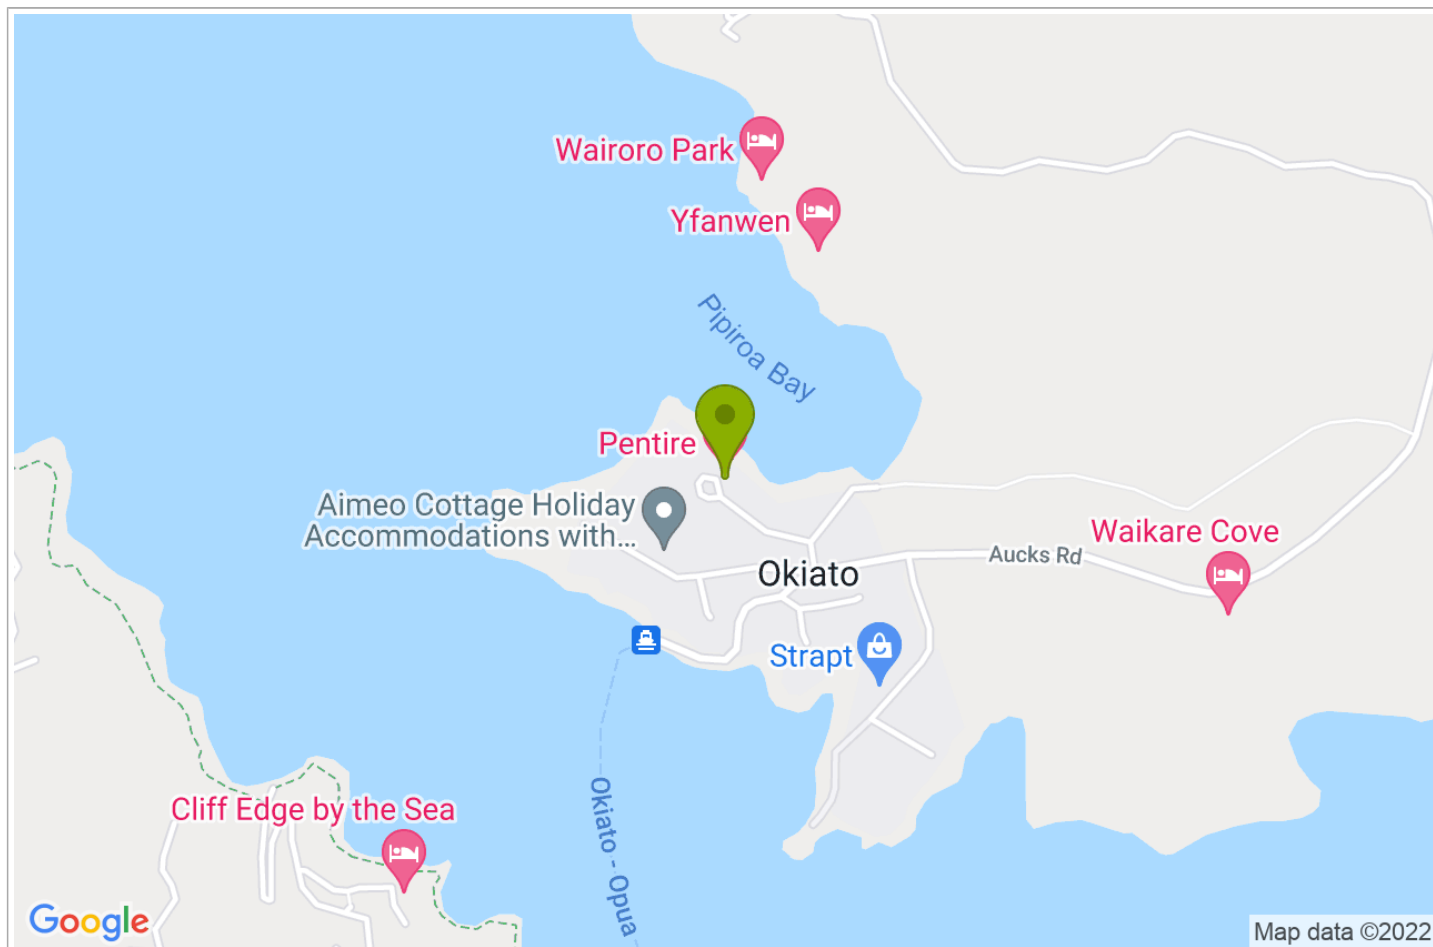 Wairoro Park
Yfanwen
Pipiroa Bay
Pentire
Aimeo Cottage Holiday
Accommodations with...
Aucks Rd
Waikare Cove
Okiato
Strapt
Cliff Edge by the Sea
Okiato - Opua
Google
Map data ©2022